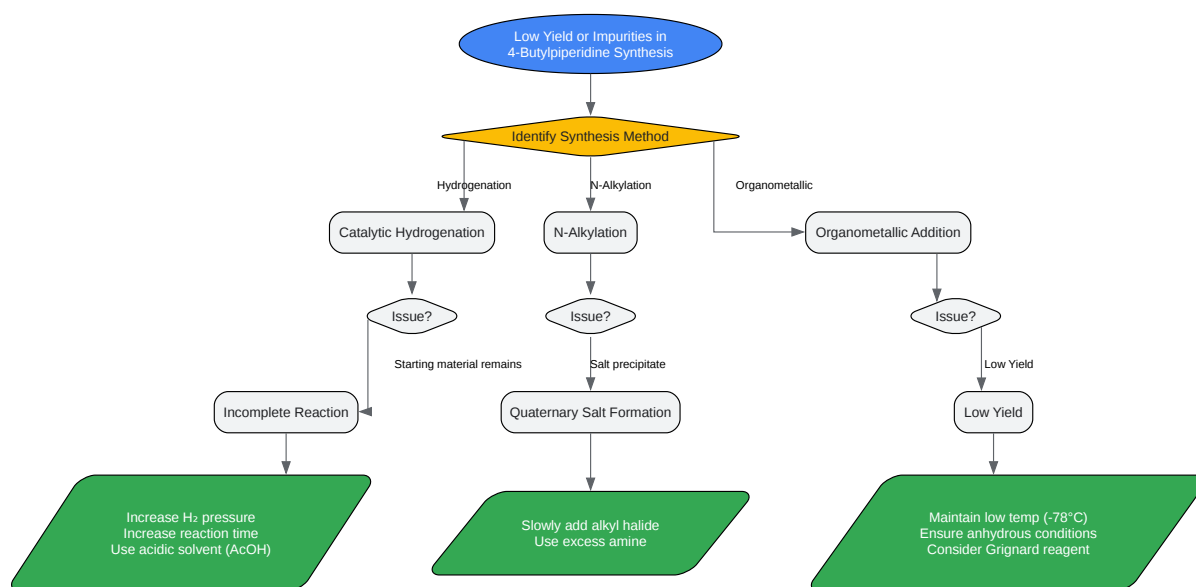 Low Yield or Impurities in
4-Butylpiperidine Synthesis
Identify Synthesis Method
Hydrogenation
N-Alkylation
Organometallic
Catalytic Hydrogenation
N-Alkylation
Organometallic Addition
Issue?
Issue?
Issue?
Starting material remains
Salt precipitate
Low Yield
Incomplete Reaction
Quaternary Salt Formation
Low Yield
Increase H₂ pressure
Increase reaction time
Use acidic solvent (AcOH)
Slowly add alkyl halide
Use excess amine
Maintain low temp (-78°C)
Ensure anhydrous conditions
Consider Grignard reagent